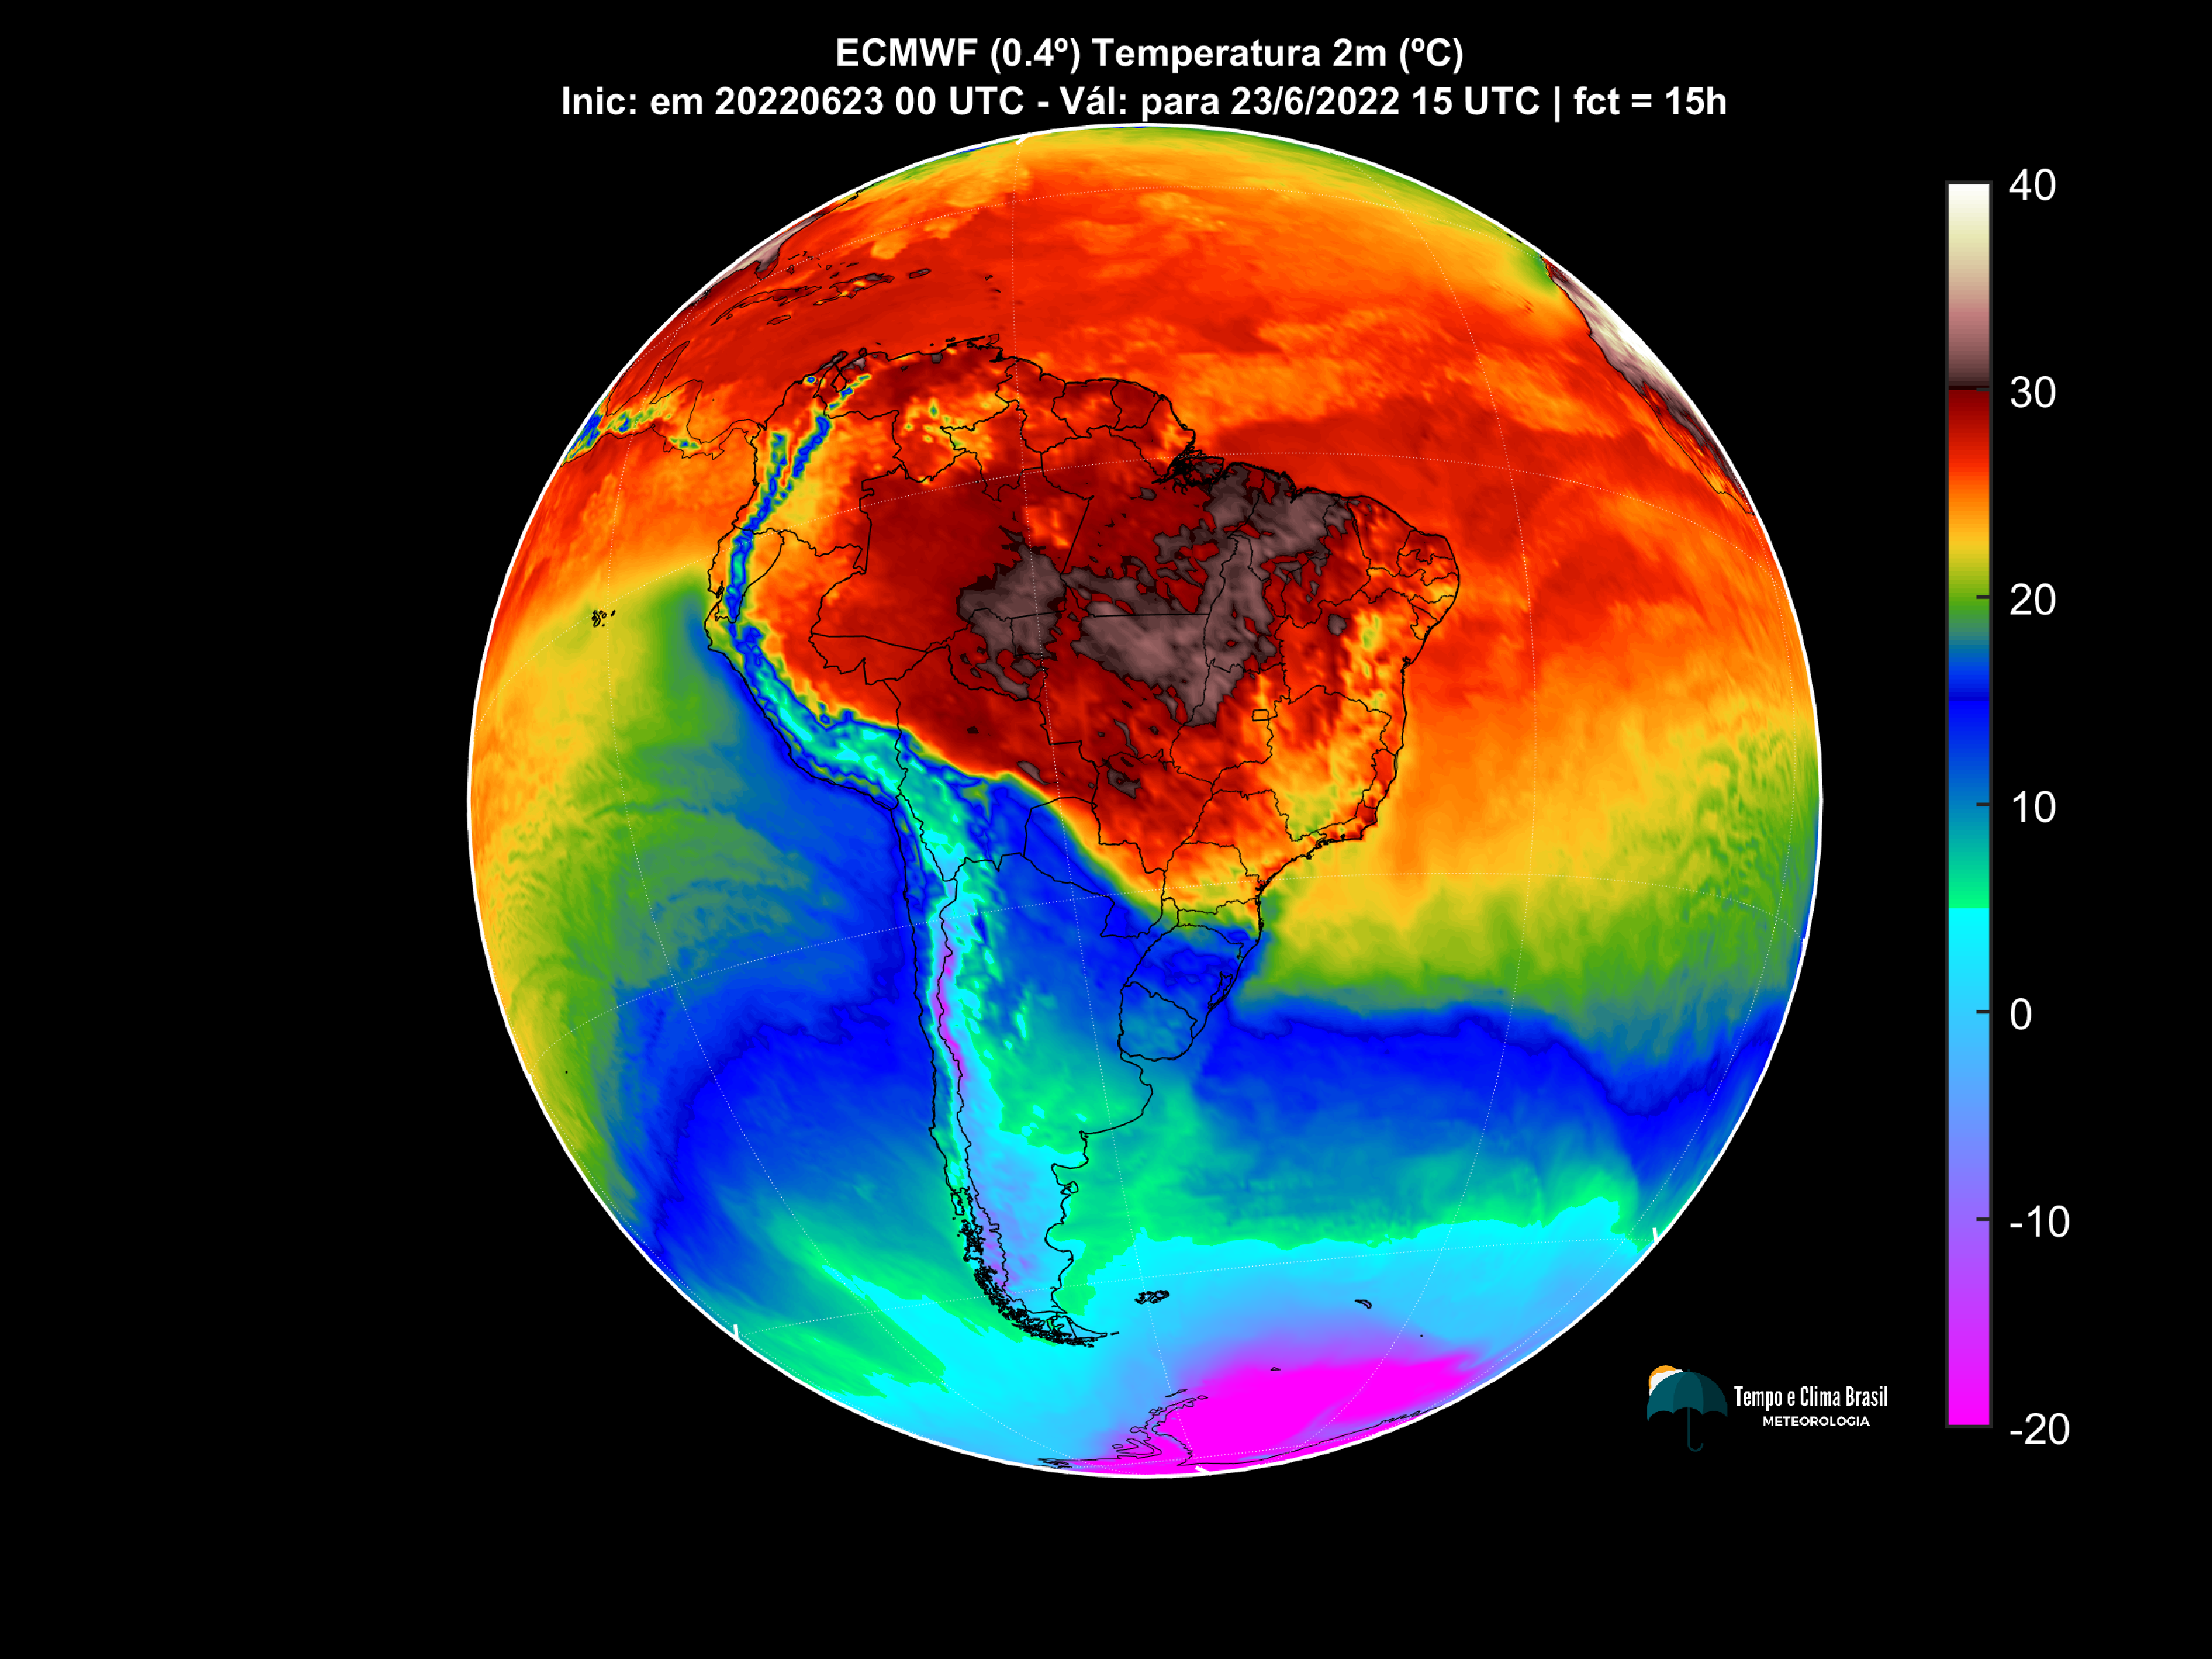 ECMWF (0.4º) Temperatura 2m (ºC)
Inic: em 20220623 00 UTC - Vál: para 23/6/2022 15 UTC | fct = 15h
40
30
20
10
0
-10
-20
Tempo e Clima Brasil
METEOROLOGIA